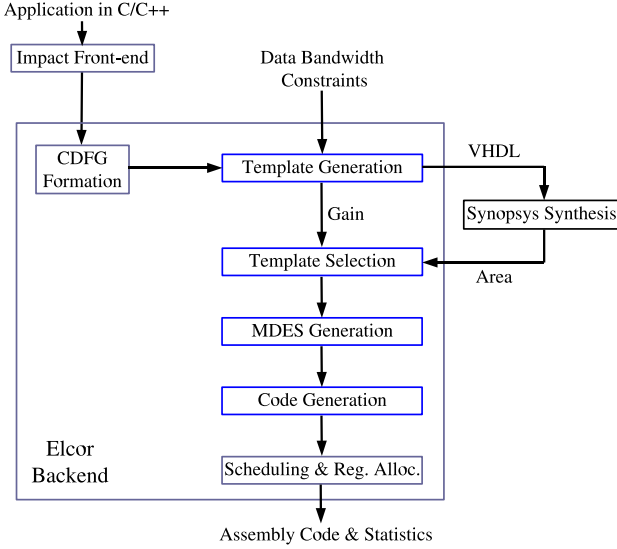 Application in C/C++
Impact Front-end
Data Bandwidth
Constraints
CDFG
Formation
Template Generation
VHDL
Gain
Synopsys Synthesis
Template Selection
Area
MDES Generation
Code Generation
Elcor
Backend
Scheduling & Reg. Alloc.
Assembly Code & Statistics